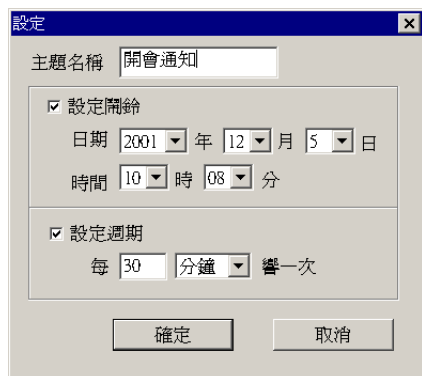 設定
主題名稱 開會通知
設定鬧鈴
日期 2001 年 12 月 5 日
時間 10 時 08 分
設定週期
每 30 分鐘 響一次
確定 取消